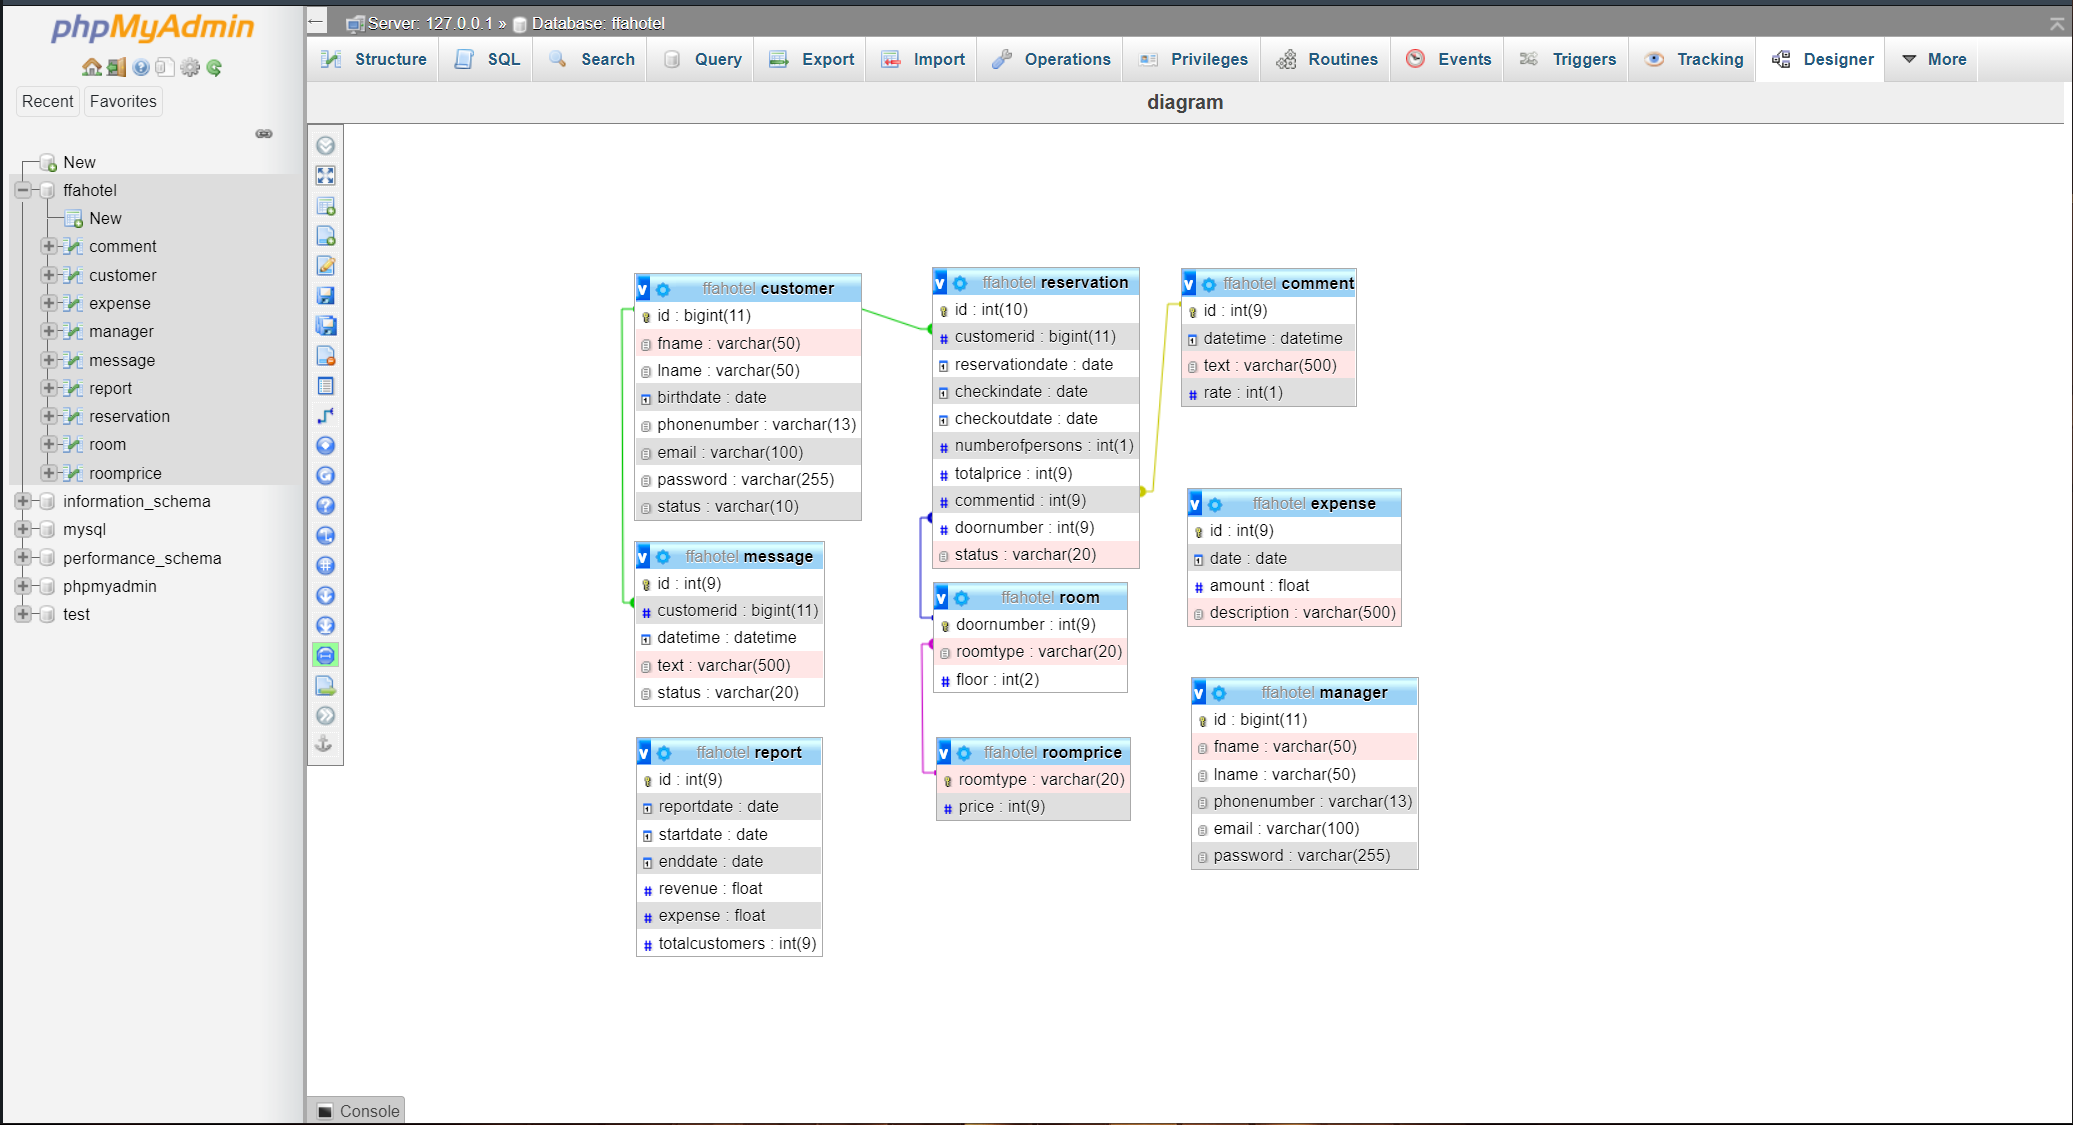 phpMyAdmin
Recent Favorites
New
ffahotel
New
comment
customer
expense
manager
message
report
reservation
room
roomprice
information_schema
mysql
performance_schema
phpmyadmin
test
Server: 127.0.0.1 » Database: ffahotel
Structure SQL Search Query Export Import Operations Privileges Routines Events Triggers Tracking Designer More
diagram
v ffahotel customer
id : bigint(11)
fname : varchar(50)
lname : varchar(50)
birthdate : date
phonenumber : varchar(13)
email : varchar(100)
password : varchar(255)
status : varchar(10)
v ffahotel message
id : int(9)
customerid : bigint(11)
datetime : datetime
text : varchar(500)
status : varchar(20)
v ffahotel report
id : int(9)
reportdate : date
startdate : date
enddate : date
revenue : float
expense : float
totalcustomers : int(9)
v ffahotel reservation
id : int(10)
customerid : bigint(11)
reservationdate : date
checkindate : date
checkoutdate : date
numberofpersons : int(1)
totalprice : int(9)
commentid : int(9)
doornumber : int(9)
status : varchar(20)
v ffahotel room
doornumber : int(9)
roomtype : varchar(20)
floor : int(2)
v ffahotel roomprice
roomtype : varchar(20)
price : int(9)
v ffahotel comment
id : int(9)
datetime : datetime
text : varchar(500)
rate : int(1)
v ffahotel expense
id : int(9)
date : date
amount : float
description : varchar(500)
v ffahotel manager
id : bigint(11)
fname : varchar(50)
lname : varchar(50)
phonenumber : varchar(13)
email : varchar(100)
password : varchar(255)
Console